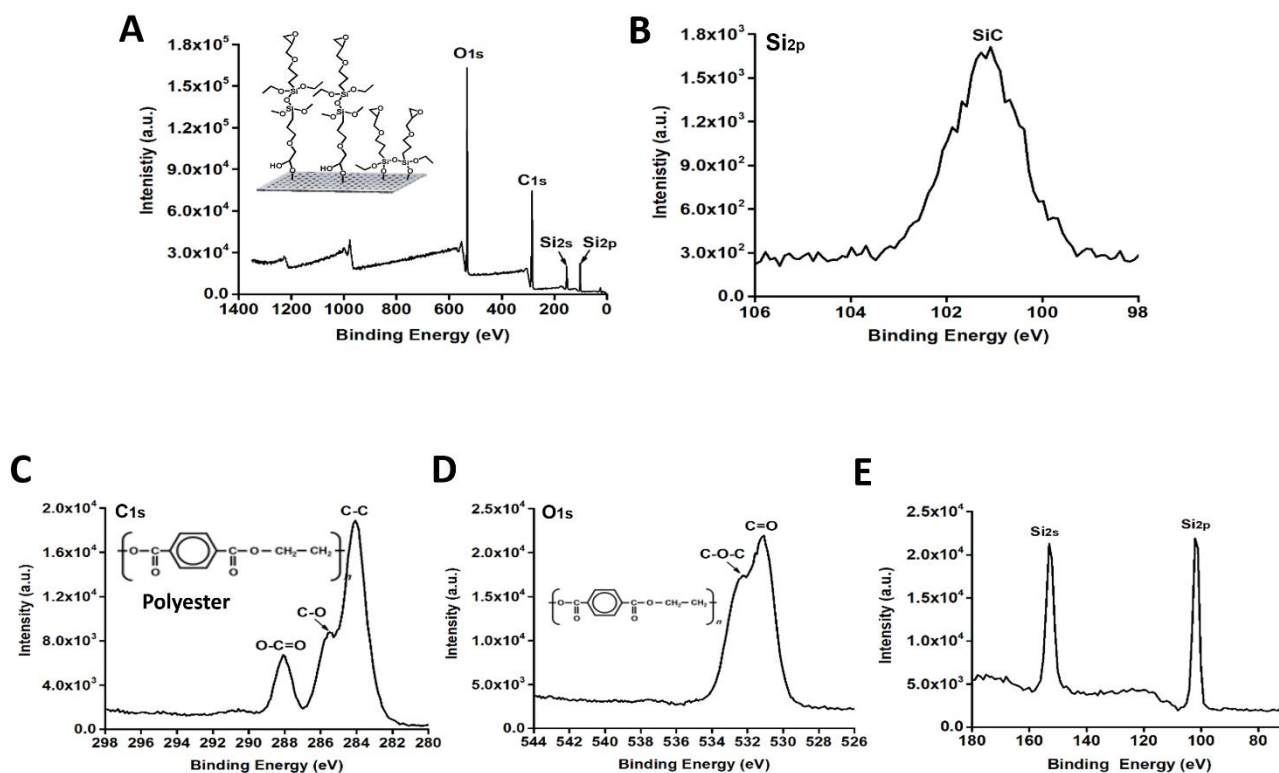 A
1.8x10⁵
1.5x10⁵
1.2x10⁵
9.0x10⁴
6.0x10⁴
3.0x10⁴
0.0
Intenistiy (a.u.)
O1s
C1s
Si2s
Si2p
HO
HO
1400 1200 1000 800 600 400 200 0
Binding Energy (eV)
B
Si2p
SiC
1.8x10³
1.5x10³
1.2x10³
9.0x10²
6.0x10²
3.0x10²
0.0
Intenistiy (a.u.)
106 104 102 100 98
Binding Energy (eV)
C
C1s
C-C
C-O
O-C=O
Polyester
O C C O CH₂ CH₂ n
O O
2.0x10⁴
1.6x10⁴
1.2x10⁴
8.0x10³
4.0x10³
0.0
Intensity (a.u.)
298 296 294 292 290 288 286 284 282 280
Binding Energy (eV)
D
O1s
C=O
C-O-C
O C C O CH₂ CH₂ n
O O
2.5x10⁴
2.0x10⁴
1.5x10⁴
1.0x10⁴
5.0x10³
0.0
Intensity (a.u.)
544 542 540 538 536 534 532 530 528 526
Binding Energy (eV)
E
Si2s
Si2p
2.5x10⁴
2.0x10⁴
1.5x10⁴
1.0x10⁴
5.0x10³
0.0
Intensity (a.u.)
180 160 140 120 100 80
Binding Energy (eV)